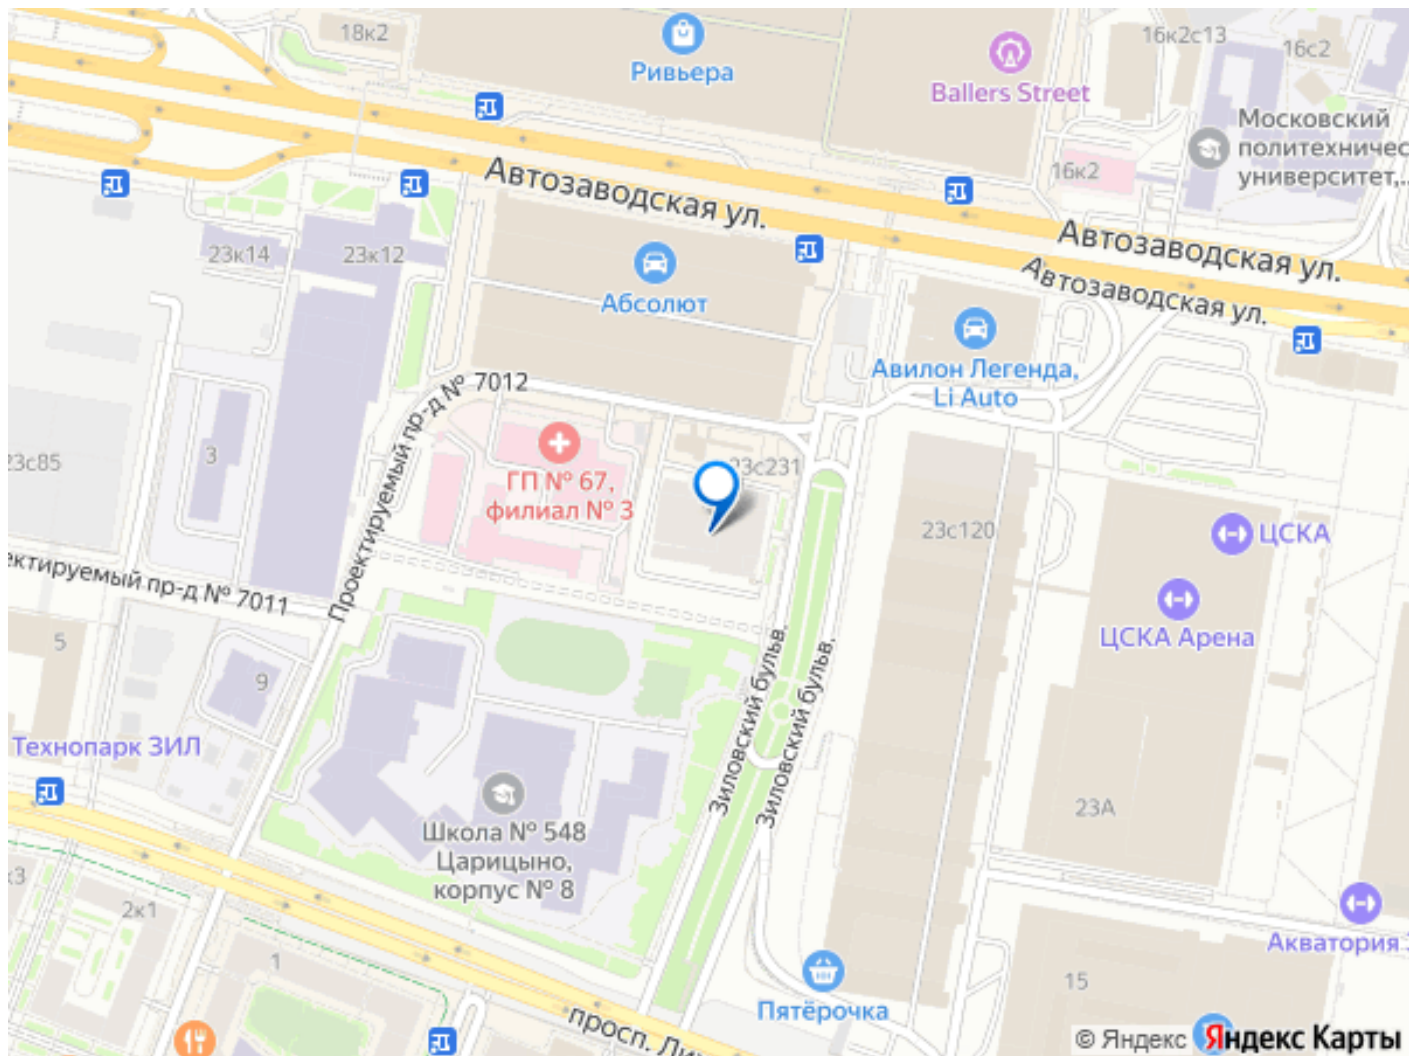 18к2
Ривьера
Ballers Street
16к2с13
16с2
Московский
политехничес
университет,..
16к2
Автозаводская ул.
Автозаводская ул.
Автозаводская ул.
23к14
23к12
Абсолют
Авилон Легенда,
Li Auto
Проектируемый пр-д № 7012
3
23с85
ГП № 67,
филиал № 3
23с231
23с120
ЦСКА
ЦСКА Арена
ектируемый пр-д № 7011
5
9
Технопарк ЗИЛ
Зиловский бульв.
Зиловский бульв.
Школа № 548
Царицыно,
корпус № 8
23А
к3
2к1
1
Акватория З
15
Пятёрочка
просп. Ли
© Яндекс Яндекс Карты